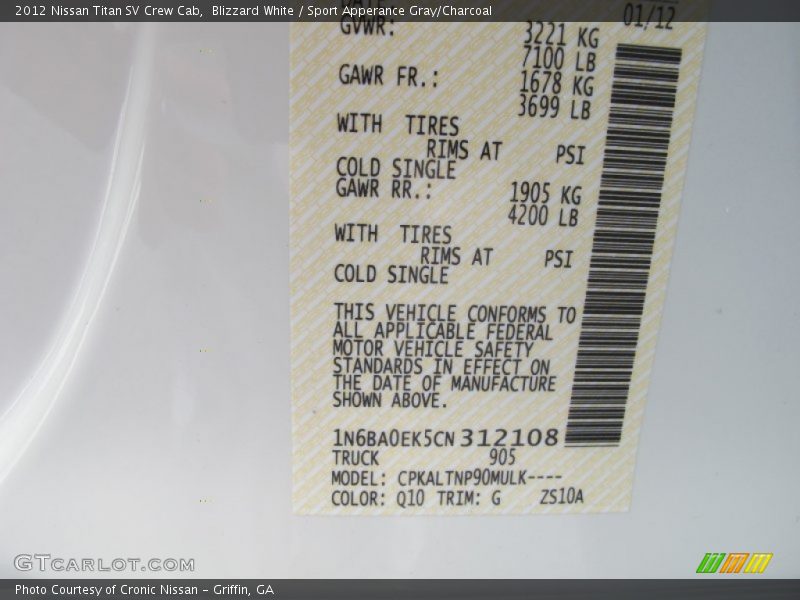 2012 Nissan Titan SV Crew Cab,  Blizzard White / Sport Apperance Gray/Charcoal
DATE 01/12
GVWR: 3221 KG
7100 LB
GAWR FR.: 1678 KG
3699 LB
WITH TIRES
RIMS AT PSI
COLD SINGLE
GAWR RR.: 1905 KG
4200 LB
WITH TIRES
RIMS AT PSI
COLD SINGLE
THIS VEHICLE CONFORMS TO
ALL APPLICABLE FEDERAL
MOTOR VEHICLE SAFETY
STANDARDS IN EFFECT ON
THE DATE OF MANUFACTURE
SHOWN ABOVE.
1N6BA0EK5CN312108
TRUCK 905
MODEL: CPKALTNP90MULK----
COLOR: Q10 TRIM: G ZS10A
GTCARLOT.COM
Photo Courtesy of Cronic Nissan - Griffin, GA